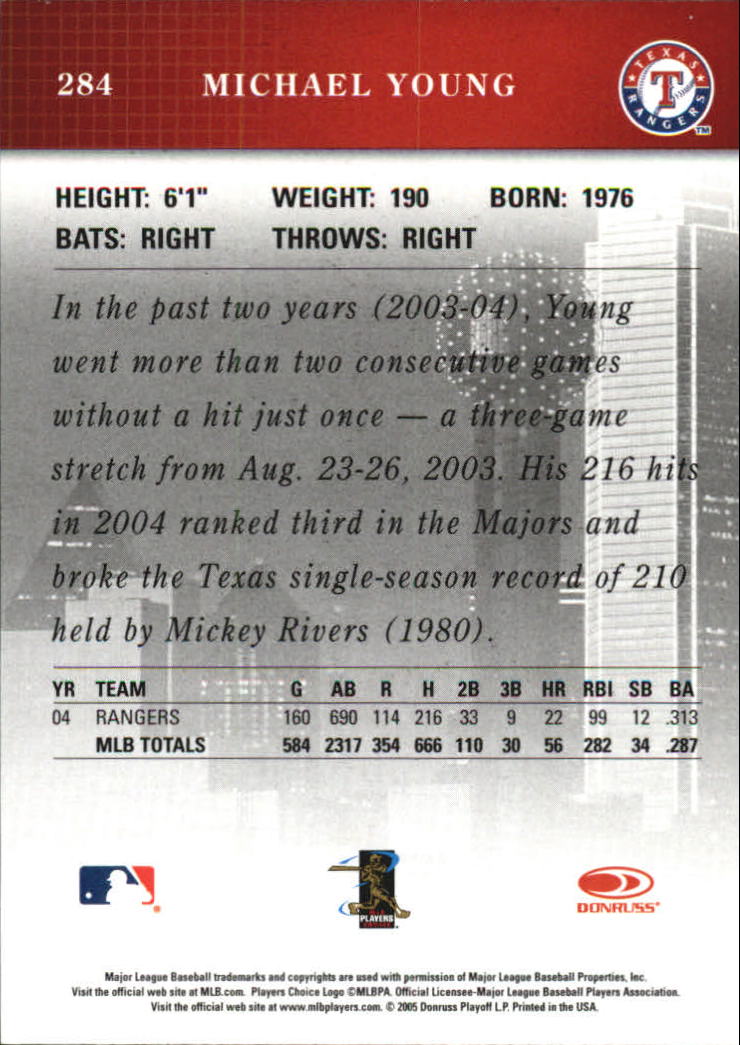 284 MICHAEL YOUNG
TEXAS
T
RANGERS
TM
HEIGHT: 6'1" WEIGHT: 190 BORN: 1976
BATS: RIGHT THROWS: RIGHT
In the past two years (2003-04), Young
went more than two consecutive games
without a hit just once — a three-game
stretch from Aug. 23-26, 2003. His 216 hits
in 2004 ranked third in the Majors and
broke the Texas single-season record of 210
held by Mickey Rivers (1980).
YR TEAM G AB R H 2B 3B HR RBI SB BA
04 RANGERS 160 690 114 216 33 9 22 99 12 .313
MLB TOTALS 584 2317 354 666 110 30 56 282 34 .287
PLAYERS
DONRUSS
Major League Baseball trademarks and copyrights are used with permission of Major League Baseball Properties, Inc.
Visit the official web site at MLB.com. Players Choice Logo ©MLBPA. Official Licensee-Major League Baseball Players Association.
Visit the official web site at www.mlbplayers.com. © 2005 Donruss Playoff L.P. Printed in the USA.